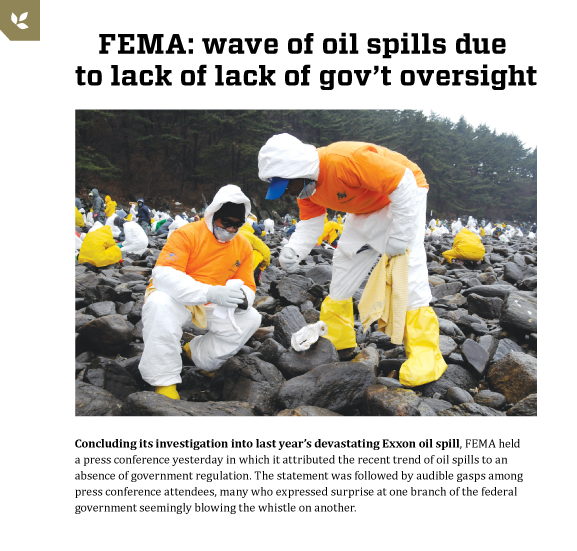 FEMA: wave of oil spills due
to lack of lack of gov't oversight
Concluding its investigation into last year's devastating Exxon oil spill, FEMA held
a press conference yesterday in which it attributed the recent trend of oil spills to an
absence of government regulation. The statement was followed by audible gasps among
press conference attendees, many who expressed surprise at one branch of the federal
government seemingly blowing the whistle on another.